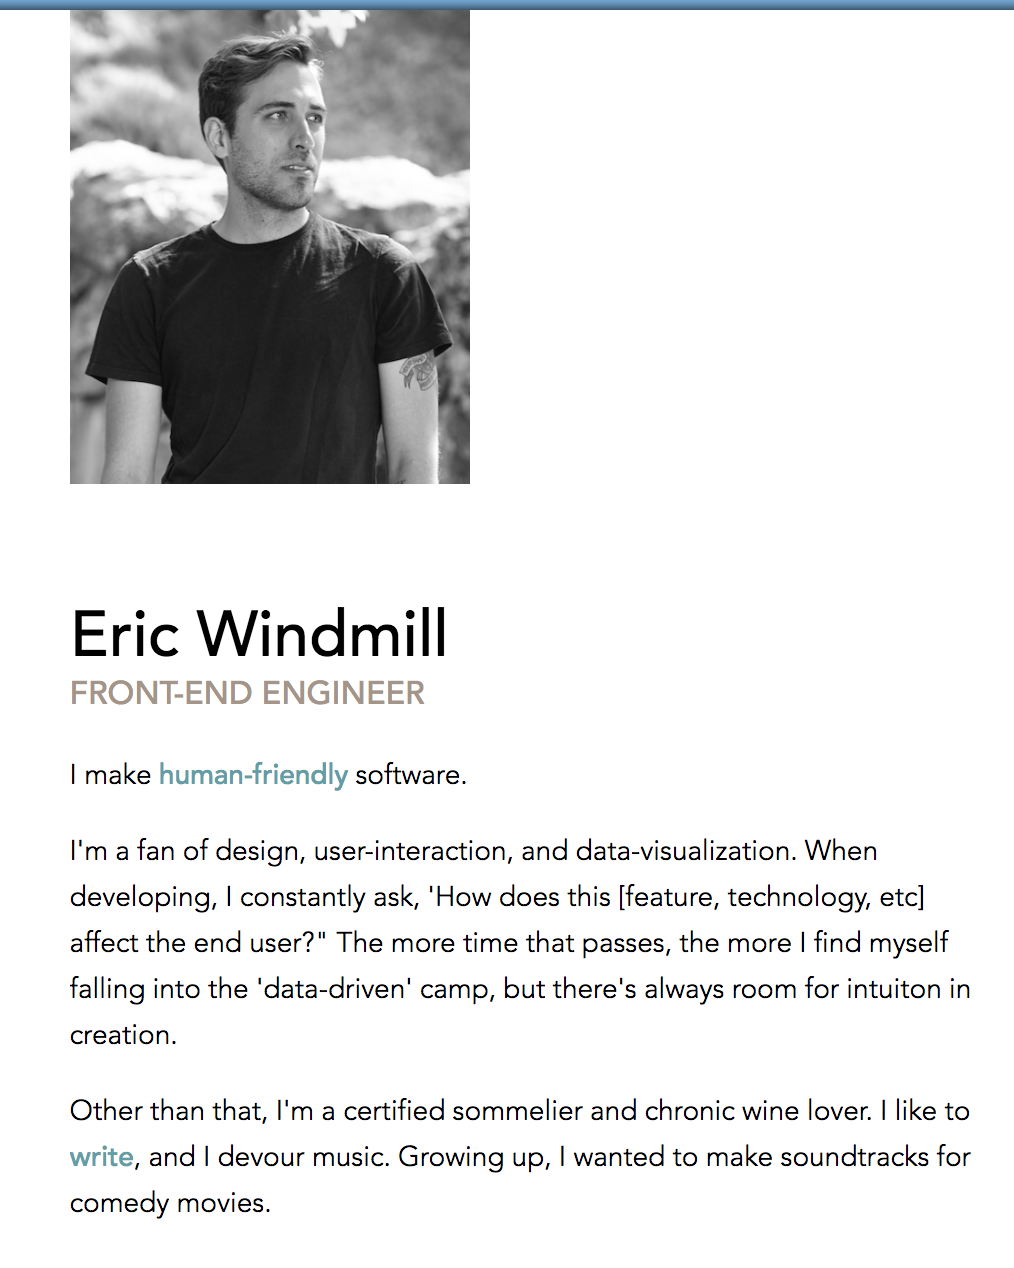 Eric Windmill
FRONT-END ENGINEER
I make human-friendly software.
I'm a fan of design, user-interaction, and data-visualization. When
developing, I constantly ask, 'How does this [feature, technology, etc]
affect the end user?" The more time that passes, the more I find myself
falling into the 'data-driven' camp, but there's always room for intuiton in
creation.
Other than that, I'm a certified sommelier and chronic wine lover. I like to
write, and I devour music. Growing up, I wanted to make soundtracks for
comedy movies.